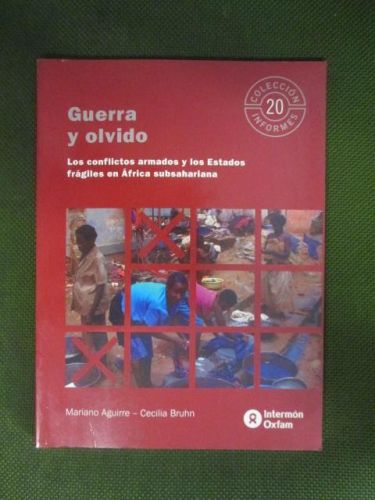 COLECCIÓN
20
INFORMES
Guerra
y olvido
Los conflictos armados y los Estados
frágiles en África subsahariana
Mariano Aguirre – Cecilia Bruhn
Intermón
Oxfam